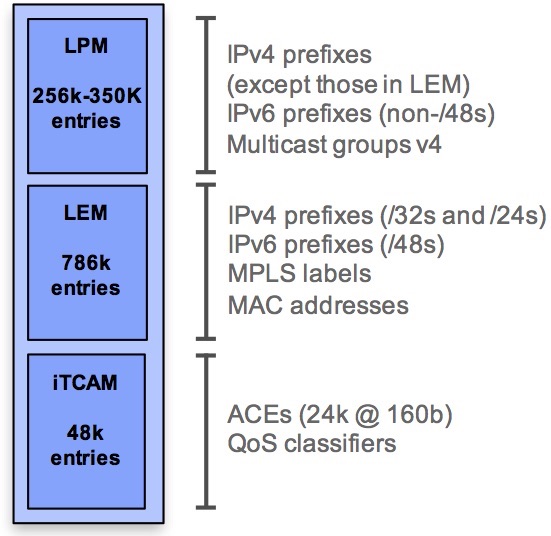 LPM
256k-350K
entries
IPv4 prefixes
(except those in LEM)
IPv6 prefixes (non-/48s)
Multicast groups v4
LEM
786k
entries
IPv4 prefixes (/32s and /24s)
IPv6 prefixes (/48s)
MPLS labels
MAC addresses
iTCAM
48k
entries
ACEs (24k @ 160b)
QoS classifiers